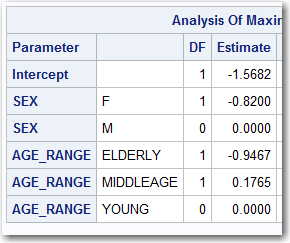 Analysis Of Maxi
Parameter DF Estimate
Intercept 1 -1.5682
SEX F 1 -0.8200
SEX M 0 0.0000
AGE_RANGE ELDERLY 1 -0.9467
AGE_RANGE MIDDLEAGE 1 0.1765
AGE_RANGE YOUNG 0 0.0000